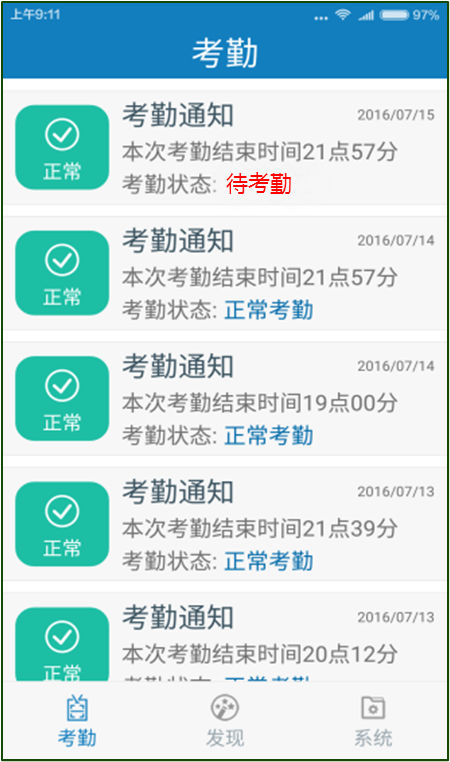 上午9:11 ... 97%
考勤
考勤通知 2016/07/15
本次考勤结束时间21点57分
正常
考勤状态: 待考勤
考勤通知 2016/07/14
本次考勤结束时间21点57分
正常
考勤状态: 正常考勤
考勤通知 2016/07/14
本次考勤结束时间19点00分
正常
考勤状态: 正常考勤
考勤通知 2016/07/13
本次考勤结束时间21点39分
正常
考勤状态: 正常考勤
考勤通知 2016/07/13
本次考勤结束时间20点12分
正常
考勤状态: 正常考勤
考勤 发现 系统